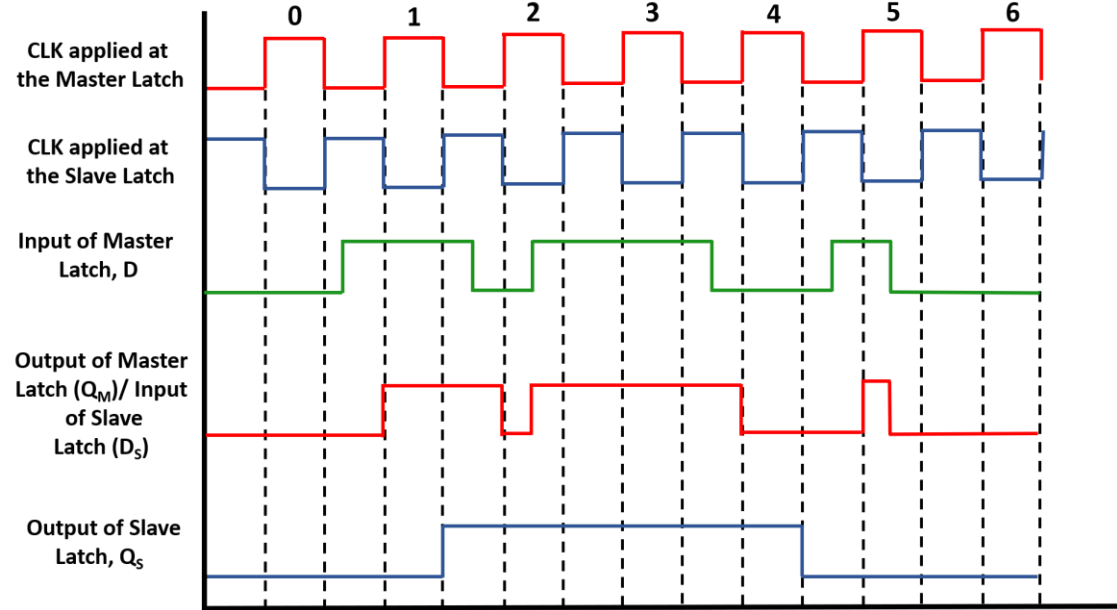 0 1 2 3 4 5 6
CLK applied at
the Master Latch
CLK applied at
the Slave Latch
Input of Master
Latch, D
Output of Master
Latch (QM)/ Input
of Slave
Latch (DS)
Output of Slave
Latch, QS